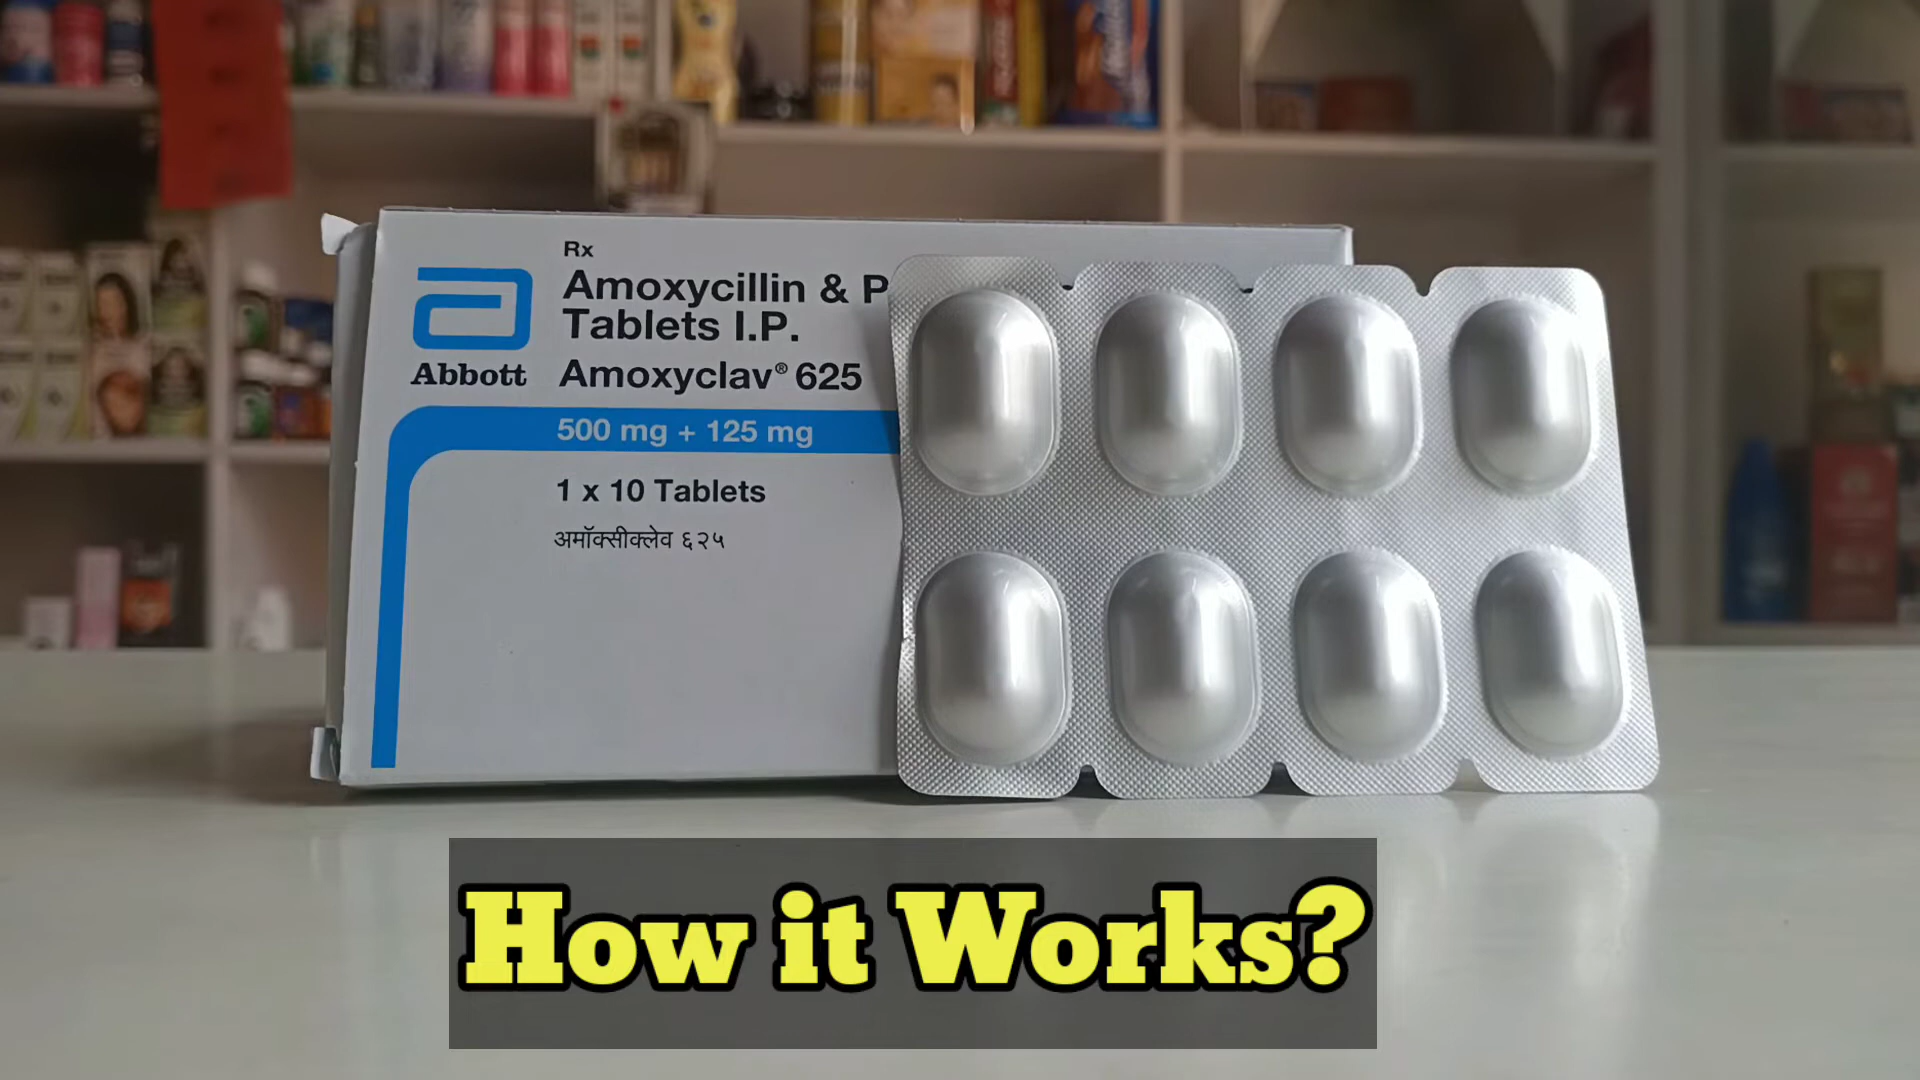 Rx
Amoxycillin & P
Tablets I.P.
Abbott
Amoxyclav® 625
500 mg + 125 mg
1 x 10 Tablets
अमॉक्सीक्लेव ६२५
How it Works?